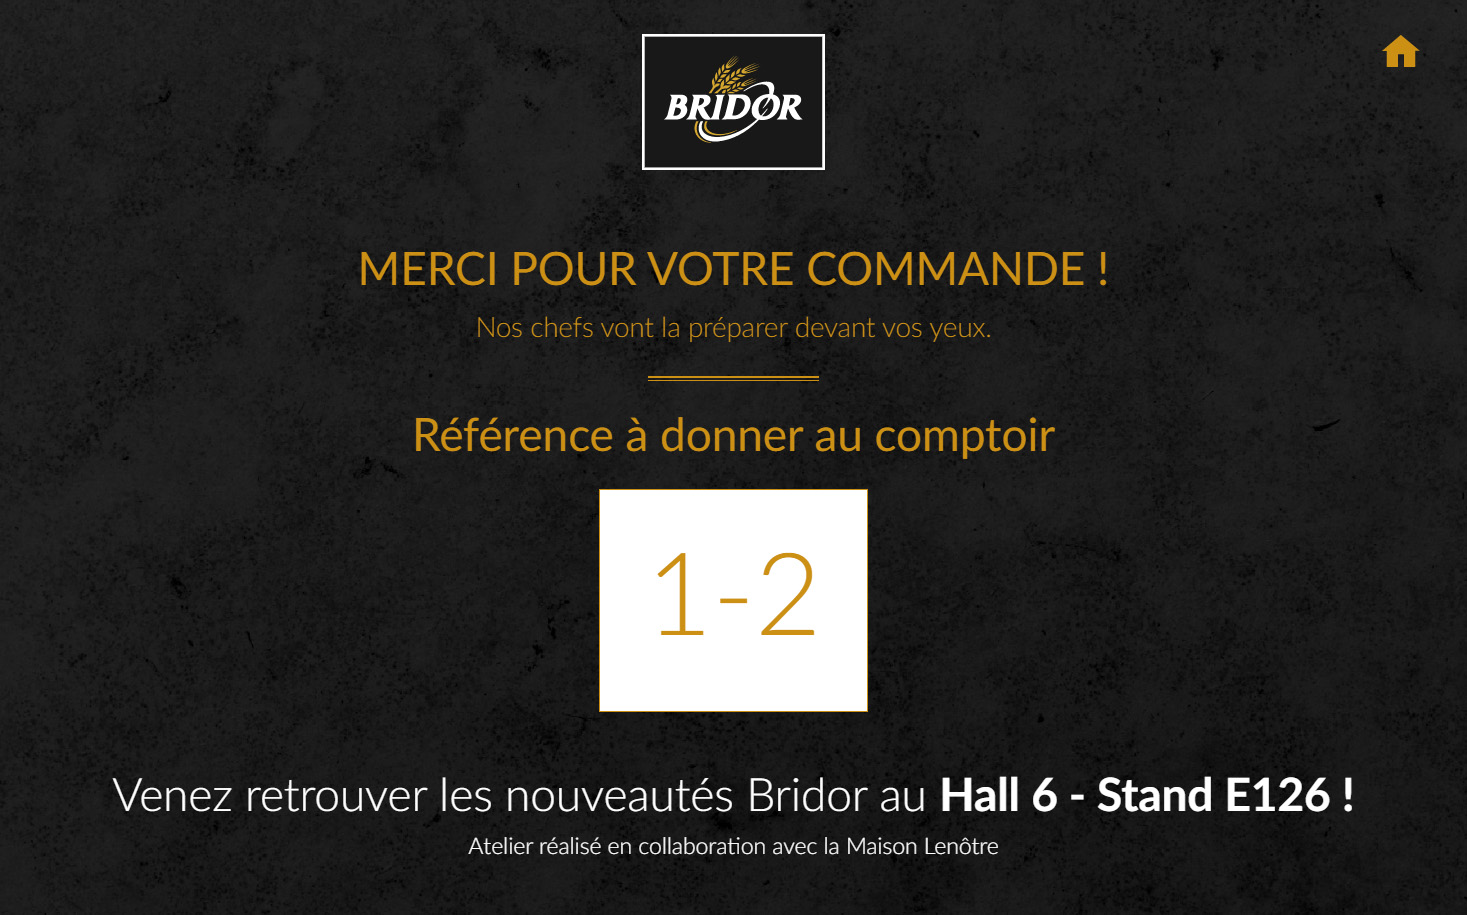 BRIDOR
MERCI POUR VOTRE COMMANDE !
Nos chefs vont la préparer devant vos yeux.
Référence à donner au comptoir
1-2
Venez retrouver les nouveautés Bridor au Hall 6 - Stand E126 !
Atelier réalisé en collaboration avec la Maison Lenôtre